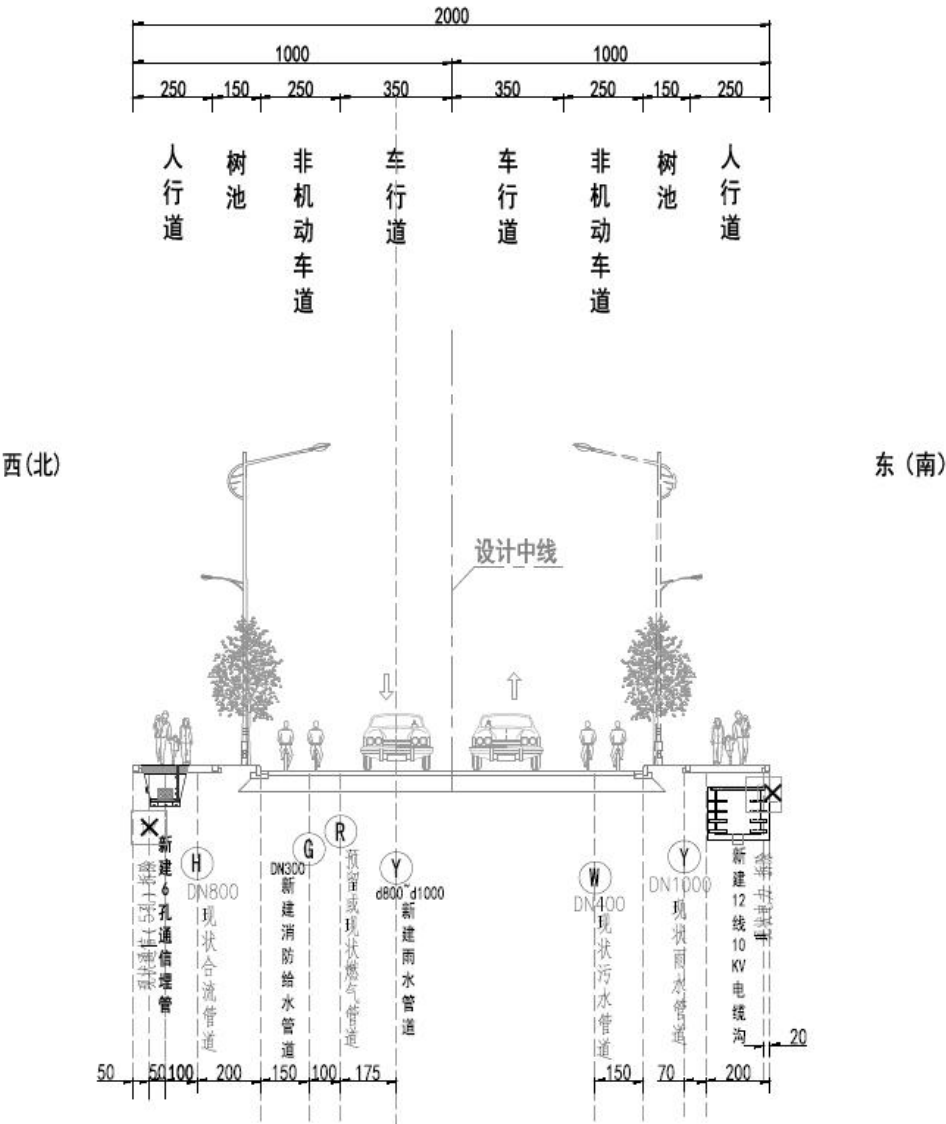 2000
1000
1000
250
150
250
350
350
250
150
250
人行道
树池
非机动车道
车行道
车行道
非机动车道
树池
人行道
西(北)
东（南）
设计中线
新建6孔通信埋管
H
DN800
现状合流管道
DN300
G
新建消防给水管道
R
预留或现状燃气管道
Y
d800~d1000
新建雨水管道
W
DN400
现状污水管道
Y
DN1000
现状雨水管道
新建12线10KV电缆沟
20
50
50
100
200
150
100
175
150
70
200